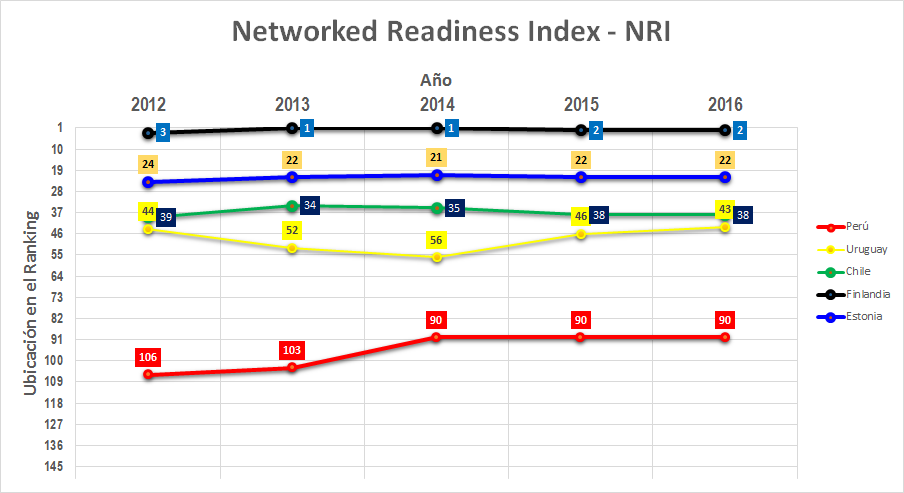 Networked Readiness Index - NRI
Año
2012 2013 2014 2015 2016
Ubicación en el Ranking
1
10
19
28
37
46
55
64
73
82
91
100
109
118
127
136
145
3 1 1 2 2
24 22 21 22 22
39 34 35 38 38
44 52 56 46 43
106 103 90 90 90
Perú
Uruguay
Chile
Finlandia
Estonia